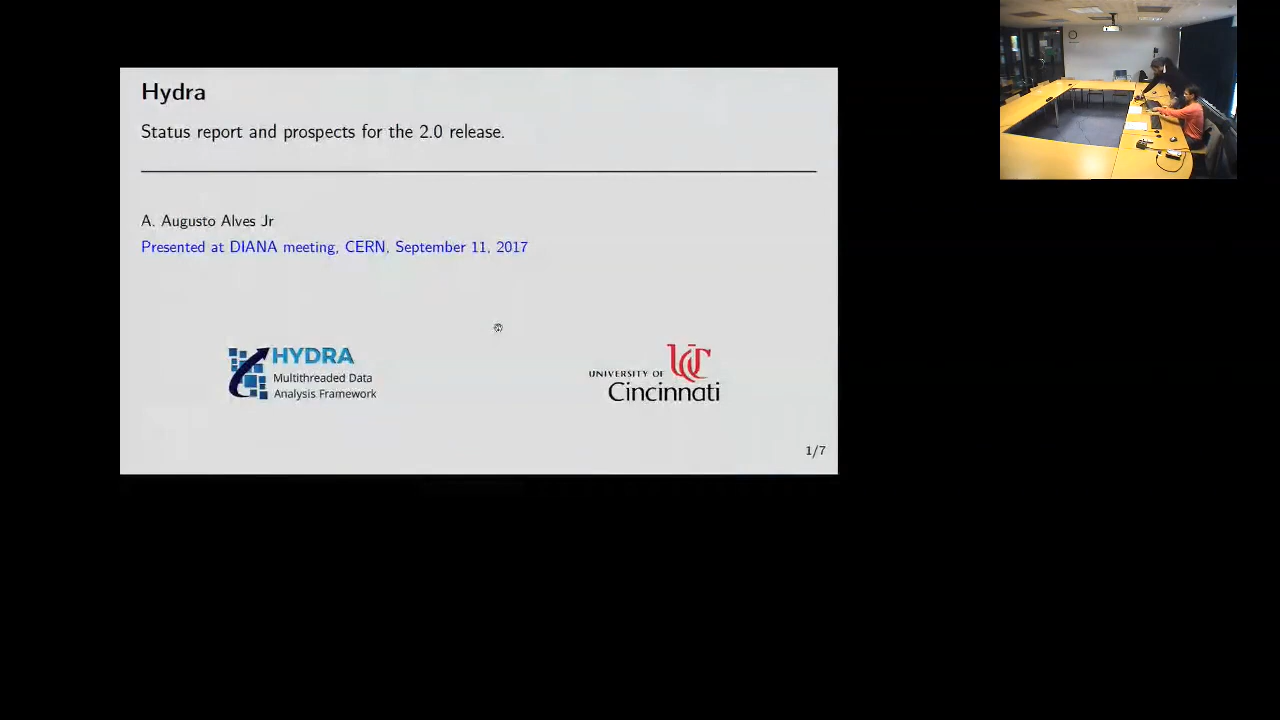 Hydra
Status report and prospects for the 2.0 release.
A. Augusto Alves Jr
Presented at DIANA meeting, CERN, September 11, 2017
HYDRA
Multithreaded Data
Analysis Framework
UC
UNIVERSITY OF
Cincinnati
1/7